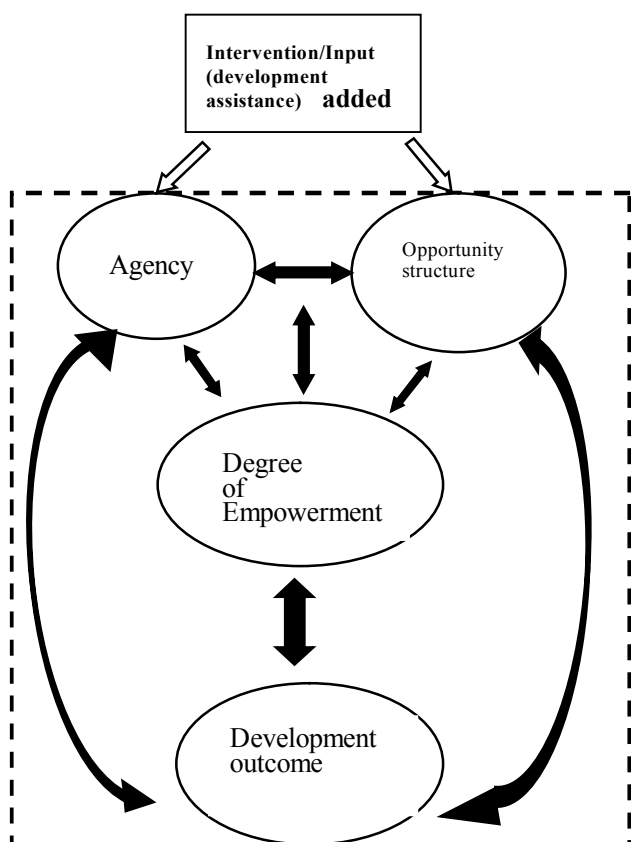 Intervention/Input
(development
assistance) added
Agency
Opportunity
structure
Degree
of
Empowerment
Development
outcome